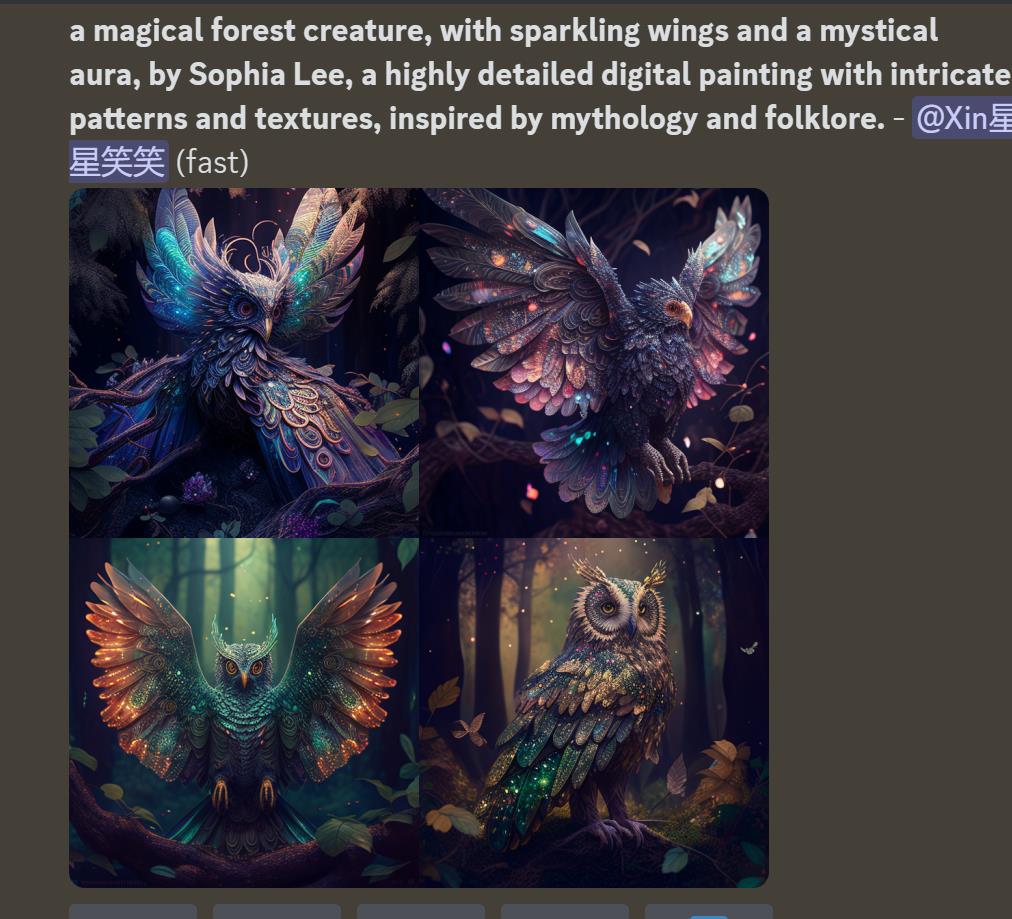 a magical forest creature, with sparkling wings and a mystical
aura, by Sophia Lee, a highly detailed digital painting with intricate
patterns and textures, inspired by mythology and folklore. - @Xin星
星笑笑 (fast)